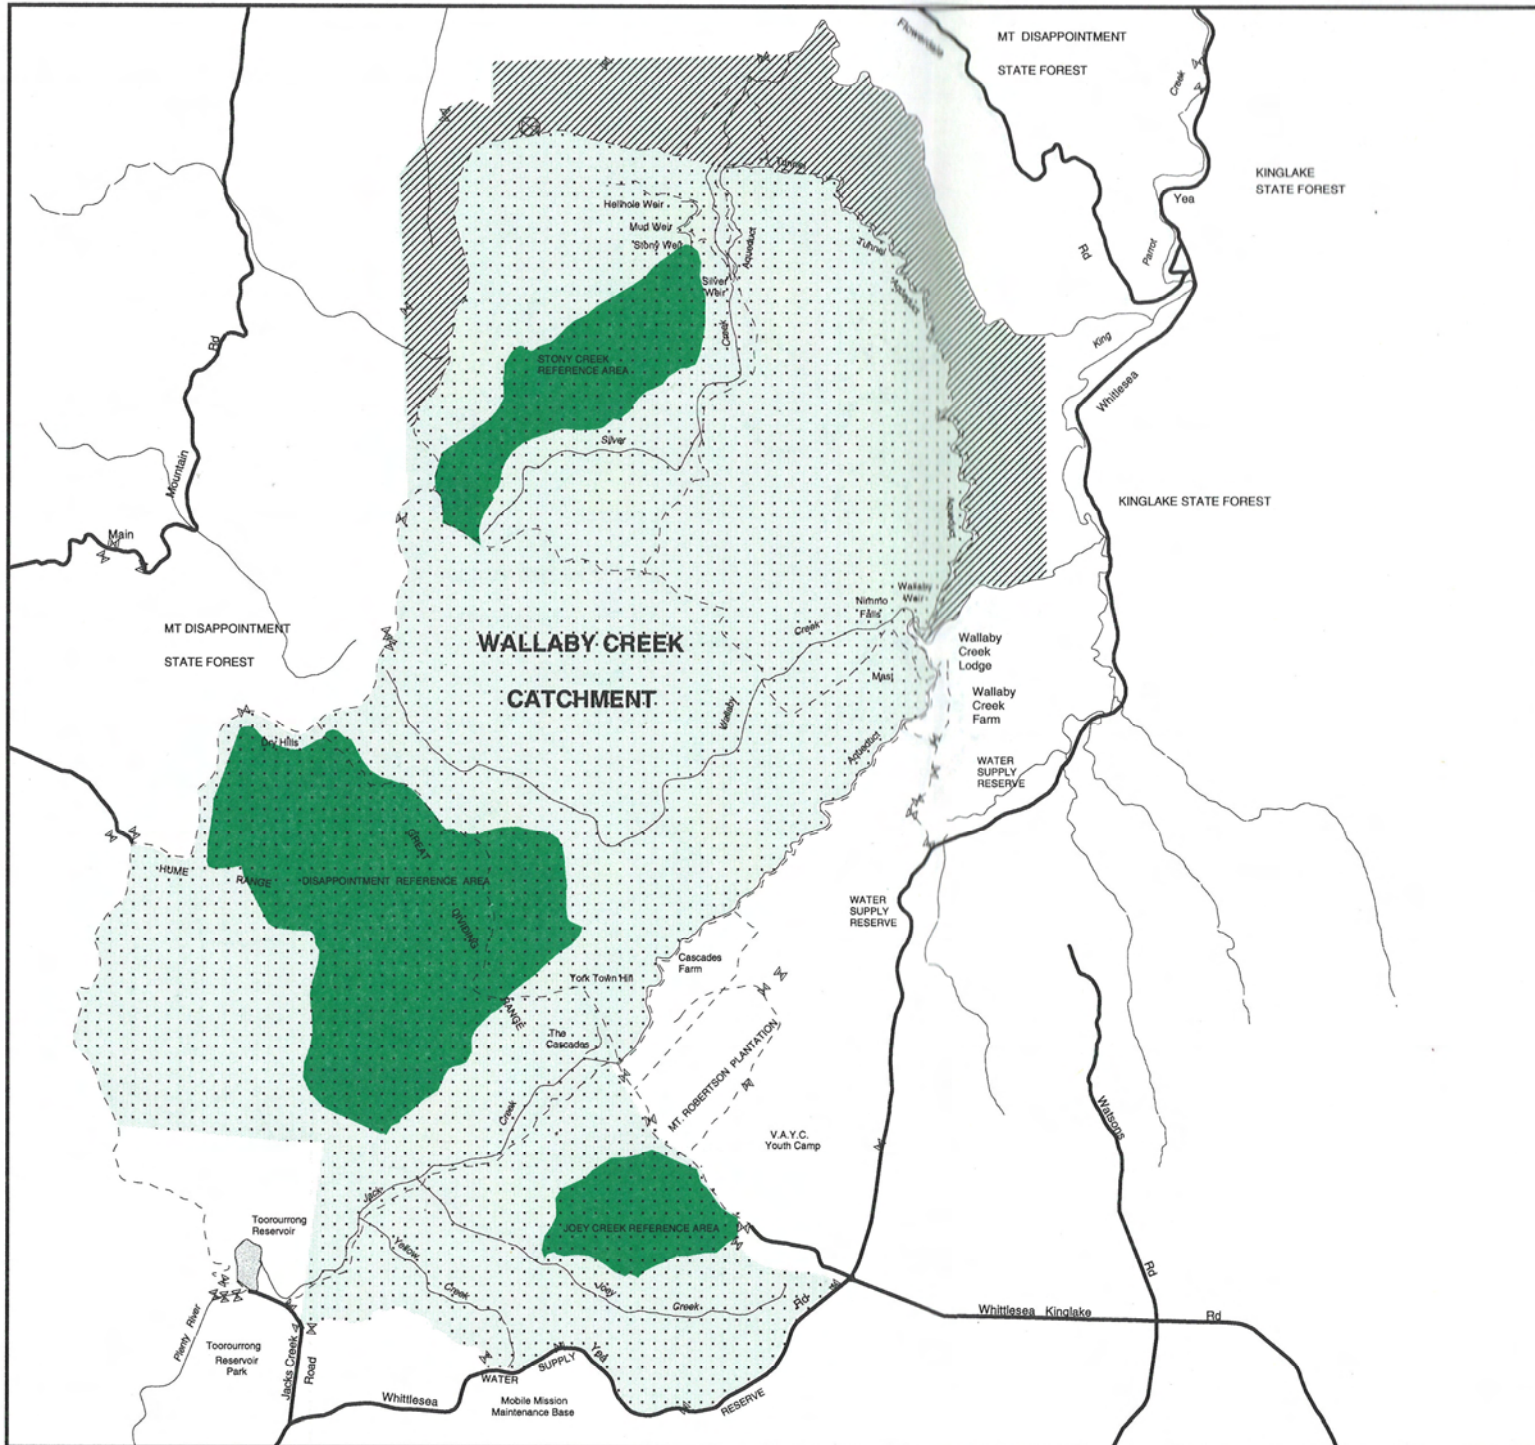 Flowerdale
MT DISAPPOINTMENT
STATE FOREST
Creek
KINGLAKE
STATE FOREST
Yea
Rd
Parrot
Tunnel
Hellhole Weir
Mud Weir
Stony Weir
Aqueduct
Tunnel
Silver
Weir
Aqueduct
Creek
King
Rd
STONY CREEK
REFERENCE AREA
Whittlesea
Silver
Mountain
KINGLAKE STATE FOREST
Aqueduct
Main
Wallaby
Weir
Nimmo
Falls
Creek
MT DISAPPOINTMENT
STATE FOREST
WALLABY CREEK
CATCHMENT
Wallaby
Creek
Lodge
Mast
Wallaby
Creek
Farm
Wallaby
Dry Hills
Aqueduct
WATER
SUPPLY
RESERVE
GREAT
HUME
RANGE
DISAPPOINTMENT REFERENCE AREA
DIVIDING
WATER
SUPPLY
RESERVE
Cascades
Farm
York Town Hill
RANGE
The
Cascades
MT. ROBERTSON PLANTATION
Creek
Watsons
V.A.Y.C.
Youth Camp
Jack
Toorourrong
Reservoir
JOEY CREEK REFERENCE AREA
Yellow
Creek
Joey
Creek
Rd
Rd
Whittlesea Kinglake
Rd
Plenty River
Toorourrong
Reservoir
Park
Jacks Creek
Road
Yea
SUPPLY
WATER
RESERVE
Whittlesea
Mobile Mission
Maintenance Base